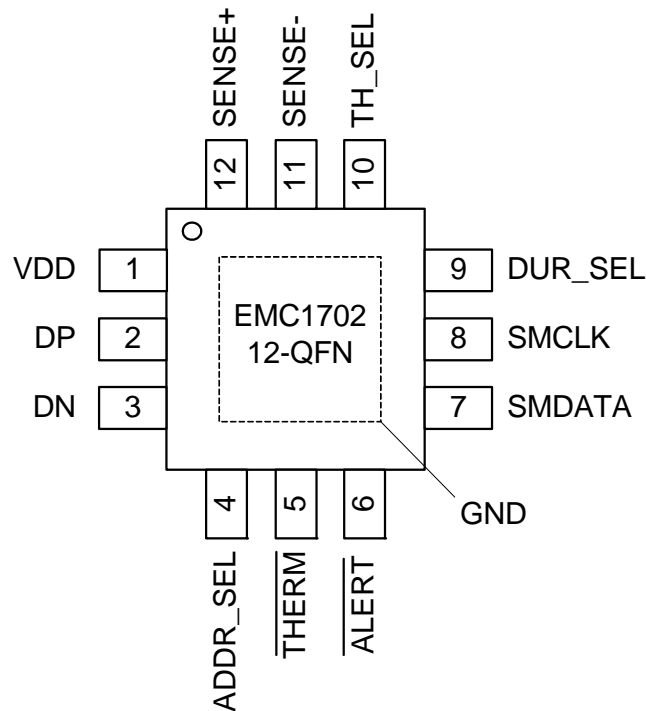 SENSE+
SENSE-
TH_SEL
12
11
10
VDD
1
9
DUR_SEL
DP
2
EMC1702
12-QFN
8
SMCLK
DN
3
7
SMDATA
4
5
6
GND
ADDR_SEL
THERM
ALERT